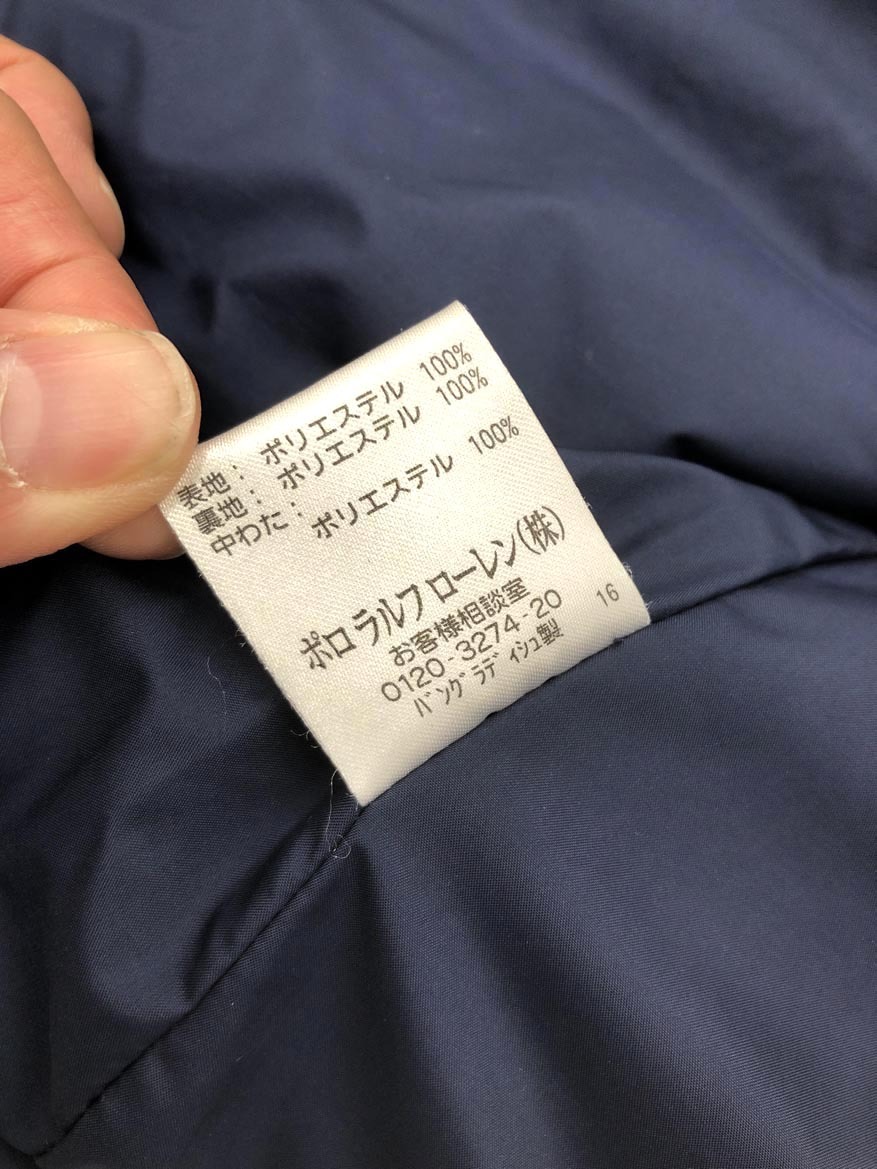 表地: ポリエステル 100%
裏地: ポリエステル 100%
中わた:
ポリエステル 100%
ポロ ラルフ ローレン(株)
お客様相談室
0120-3274-20
バングラディシュ製
16